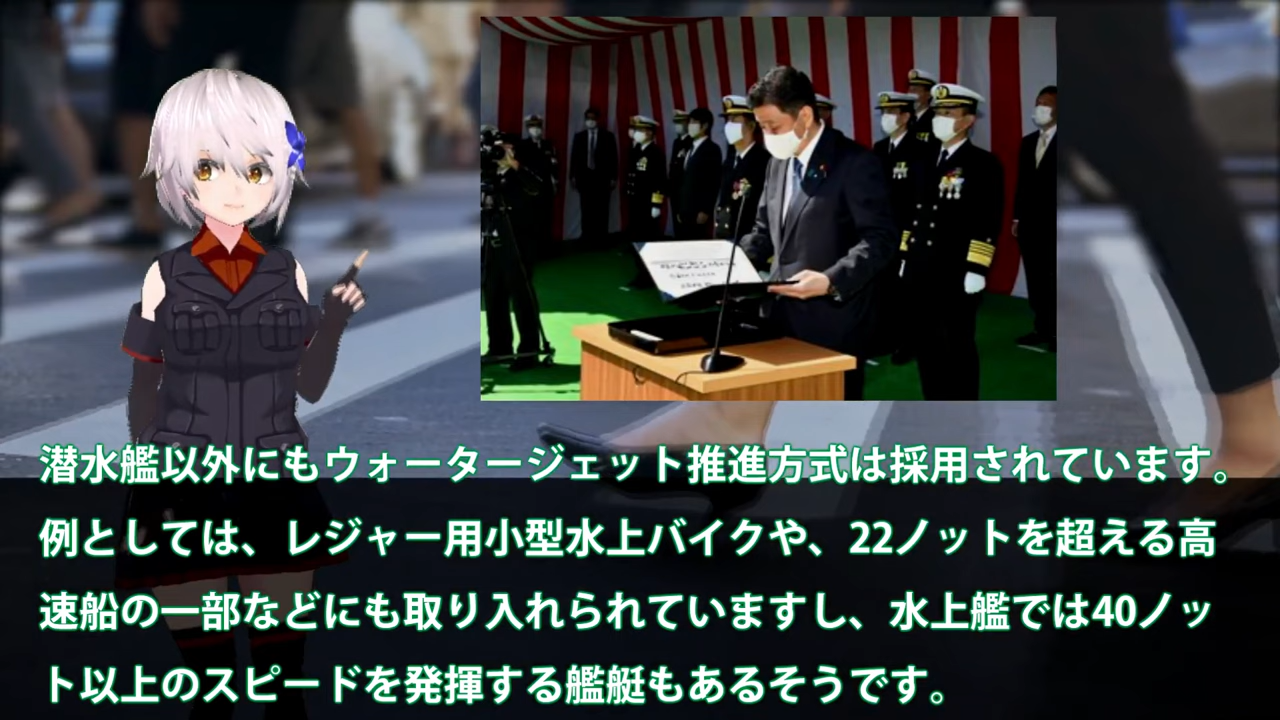 潜水艦以外にもウォータージェット推進方式は採用されています。
例としては、レジャー用小型水上バイクや、22ノットを超える高
速船の一部などにも取り入れられていますし、水上艦では40ノッ
ト以上のスピードを発揮する艦艇もあるそうです。